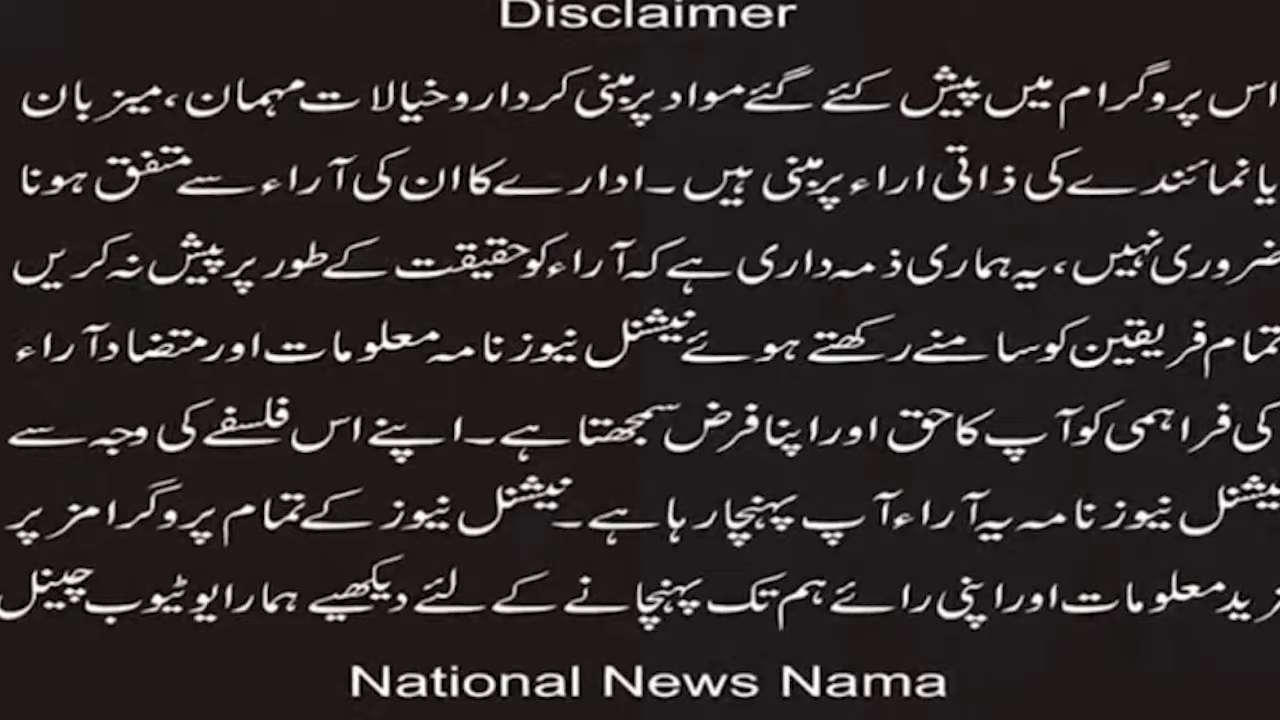 Disclaimer
اس پروگرام میں پیش کئے گئے مواد پر مبنی کردار و خیالات مہمان، میزبان
یا نمائندے کی ذاتی اراء پر مبنی ہیں۔ ادارے کا ان کی آراء سے متفق ہونا
ضروری نہیں، یہ ہماری ذمہ داری ہے کہ آراء کو حقیقت کے طور پر پیش نہ کریں
تمام فریقین کو سامنے رکھتے ہوئے نیشنل نیوز نامہ معلومات اور متضاد آراء
کی فراہمی کو آپ کا حق اور اپنا فرض سمجھتا ہے۔ اپنے اس فلسفے کی وجہ سے
نیشنل نیوز نامہ یہ آراء آپ پہنچا رہا ہے۔ نیشنل نیوز کے تمام پروگرامز پر
مزید معلومات اور اپنی رائے ہم تک پہنچانے کے لئے دیکھیے ہمارا یوٹیوب چینل
National News Nama